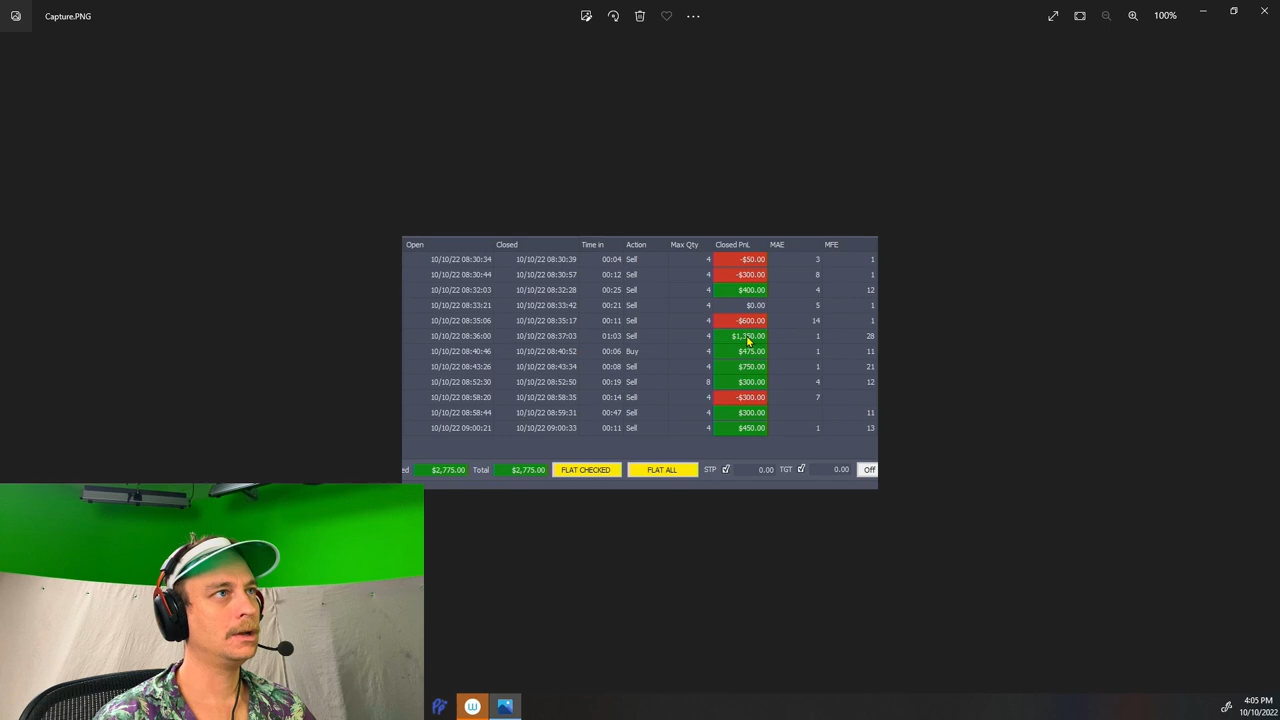 Capture.PNG
100%
Open Closed Time in Action Max Qty Closed PnL MAE MFE
10/10/22 08:30:34 10/10/22 08:30:39 00:04 Sell 4 -$50.00 3 1
10/10/22 08:30:44 10/10/22 08:30:57 00:12 Sell 4 -$300.00 8 1
10/10/22 08:32:03 10/10/22 08:32:28 00:25 Sell 4 $400.00 4 12
10/10/22 08:33:21 10/10/22 08:33:42 00:21 Sell 4 $0.00 5 1
10/10/22 08:35:06 10/10/22 08:35:17 00:11 Sell 4 -$600.00 14 1
10/10/22 08:36:00 10/10/22 08:37:03 01:03 Sell 4 $1,350.00 1 28
10/10/22 08:40:46 10/10/22 08:40:52 00:06 Buy 4 $475.00 1 11
10/10/22 08:43:26 10/10/22 08:43:34 00:08 Sell 4 $750.00 1 21
10/10/22 08:52:30 10/10/22 08:52:50 00:19 Sell 8 $300.00 4 12
10/10/22 08:58:20 10/10/22 08:58:35 00:14 Sell 4 -$300.00 7
10/10/22 08:58:44 10/10/22 08:59:31 00:47 Sell 4 $300.00 11
10/10/22 09:00:21 10/10/22 09:00:33 00:11 Sell 4 $450.00 1 13
ed $2,775.00 Total $2,775.00 FLAT CHECKED FLAT ALL STP 0.00 TGT 0.00 Off
4:05 PM
10/10/2022